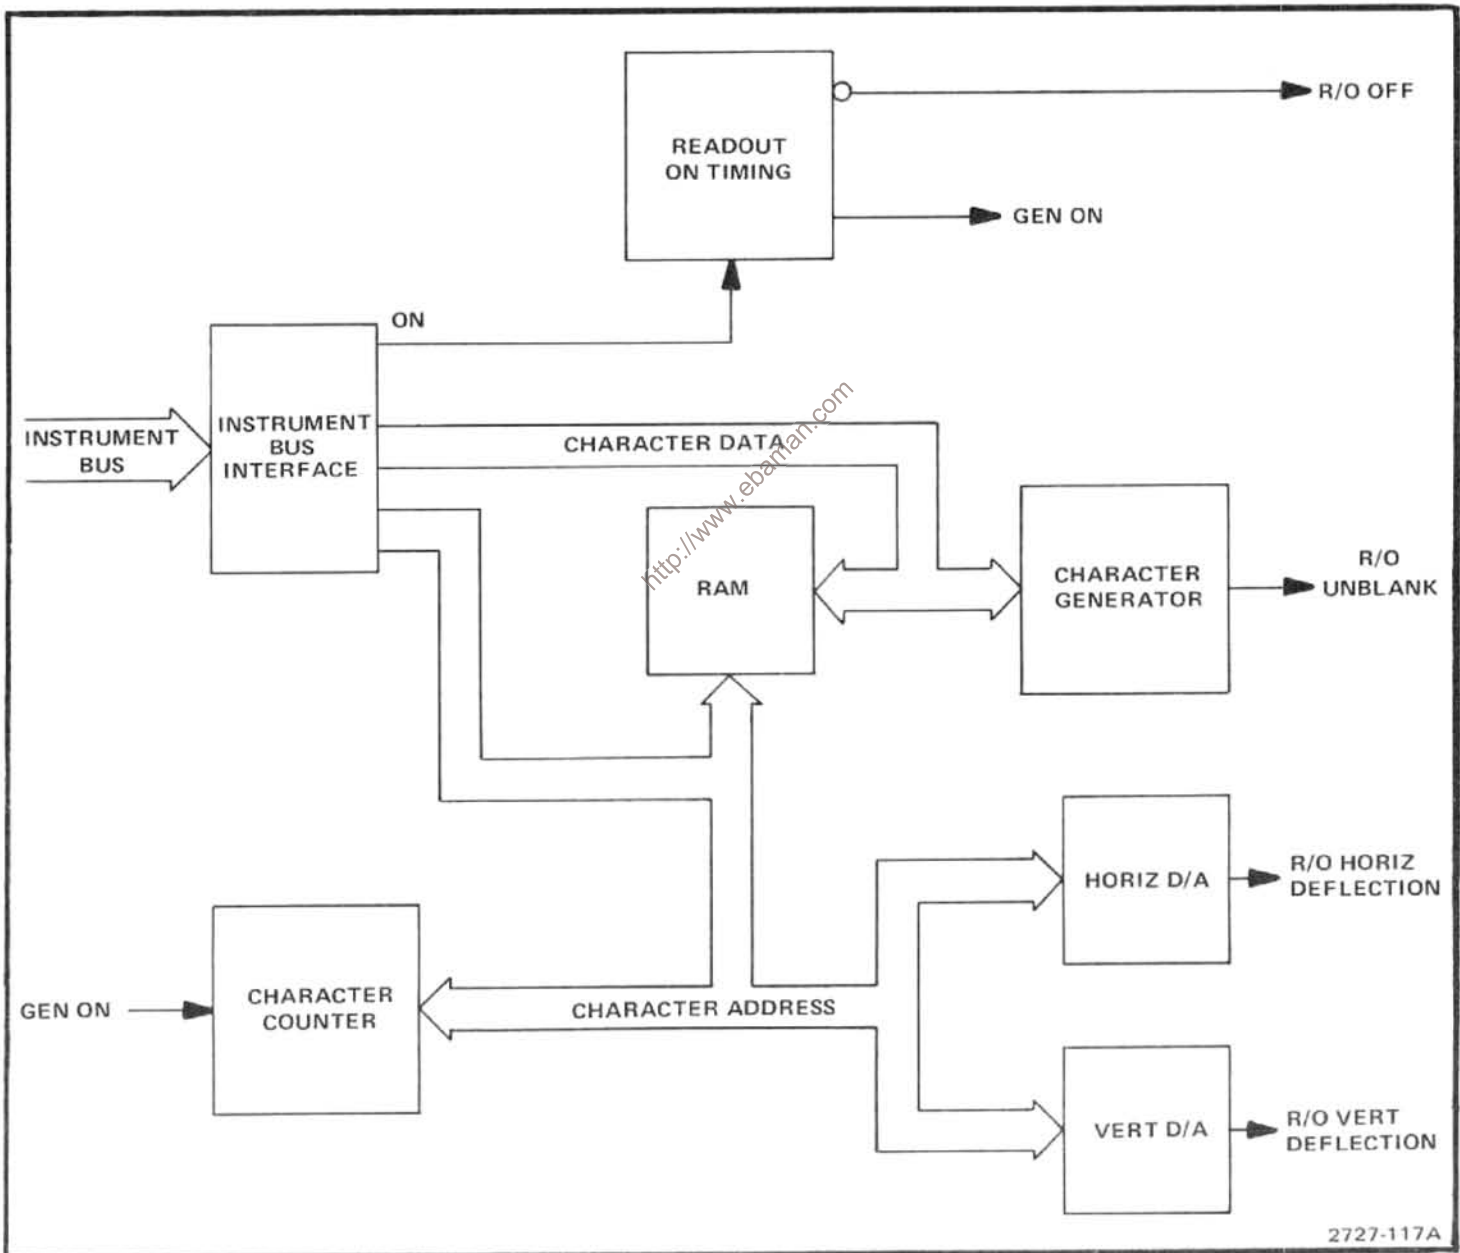 READOUT
ON TIMING
R/O OFF
GEN ON
ON
INSTRUMENT
BUS
INSTRUMENT
BUS
INTERFACE
CHARACTER DATA
http://www.ebaman.com
RAM
CHARACTER
GENERATOR
R/O
UNBLANK
HORIZ D/A
R/O HORIZ
DEFLECTION
GEN ON
CHARACTER
COUNTER
CHARACTER ADDRESS
VERT D/A
R/O VERT
DEFLECTION
2727-117A